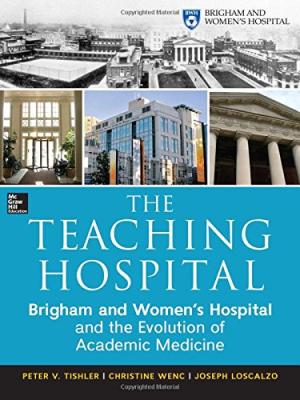 BWH
BRIGHAM AND
WOMEN'S HOSPITAL
Mc
Graw
Hill
Education
THE
TEACHING
HOSPITAL
Brigham and Women's Hospital
and the Evolution of
Academic Medicine
PETER V. TISHLER | CHRISTINE WENC | JOSEPH LOSCALZO